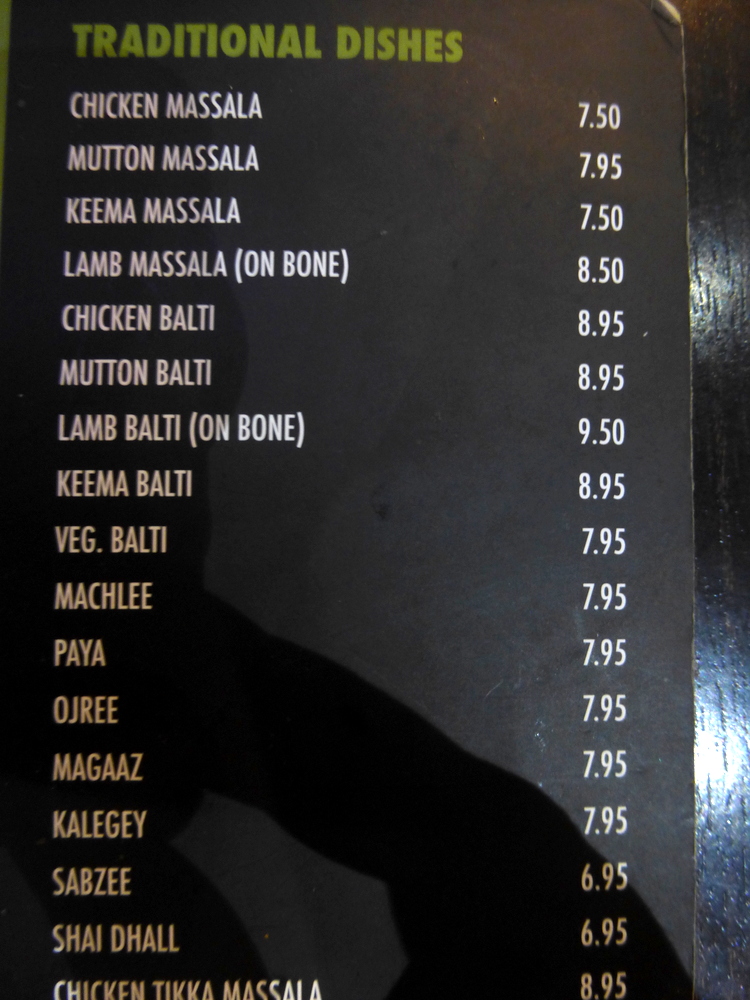 TRADITIONAL DISHES
CHICKEN MASSALA 7.50
MUTTON MASSALA 7.95
KEEMA MASSALA 7.50
LAMB MASSALA (ON BONE) 8.50
CHICKEN BALTI 8.95
MUTTON BALTI 8.95
LAMB BALTI (ON BONE) 9.50
KEEMA BALTI 8.95
VEG. BALTI 7.95
MACHLEE 7.95
PAYA 7.95
OJREE 7.95
MAGAAZ 7.95
KALEGEY 7.95
SABZEE 6.95
SHAI DHALL 6.95
CHICKEN TIKKA MASSALA 8.95